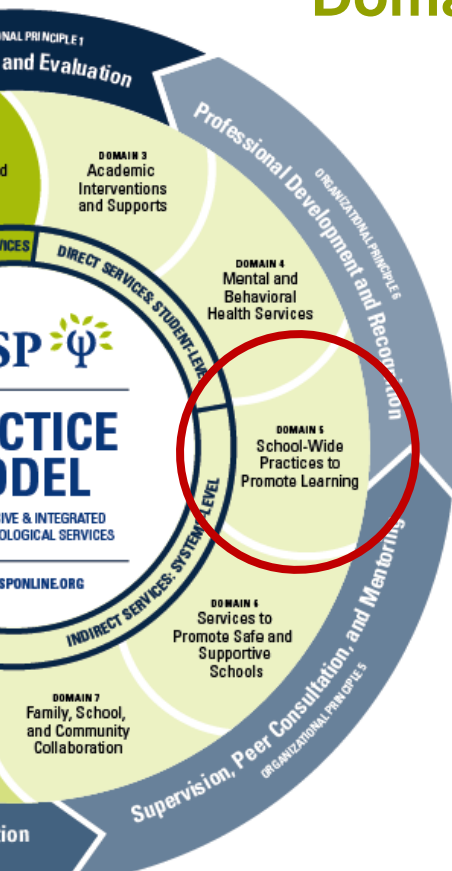 Doma
NAL PRINCIPLE 1
and Evaluation
Professional Development and Recognition
ORGANIZATIONAL PRINCIPLE 6
d
DOMAIN 3
Academic
Interventions
and Supports
VICES
DIRECT SERVICES: STUDENT-LEVEL
DOMAIN 4
Mental and
Behavioral
Health Services
SP
CTICE
ODEL
SIVE & INTEGRATED
OLOGICAL SERVICES
SPONLINE.ORG
DOMAIN 5
School-Wide
Practices to
Promote Learning
INDIRECT SERVICES: SYSTEMS-LEVEL
DOMAIN 6
Services to
Promote Safe and
Supportive
Schools
DOMAIN 7
Family, School,
and Community
Collaboration
Supervision, Peer Consultation, and Mentoring
ORGANIZATIONAL PRINCIPLE 5
tion